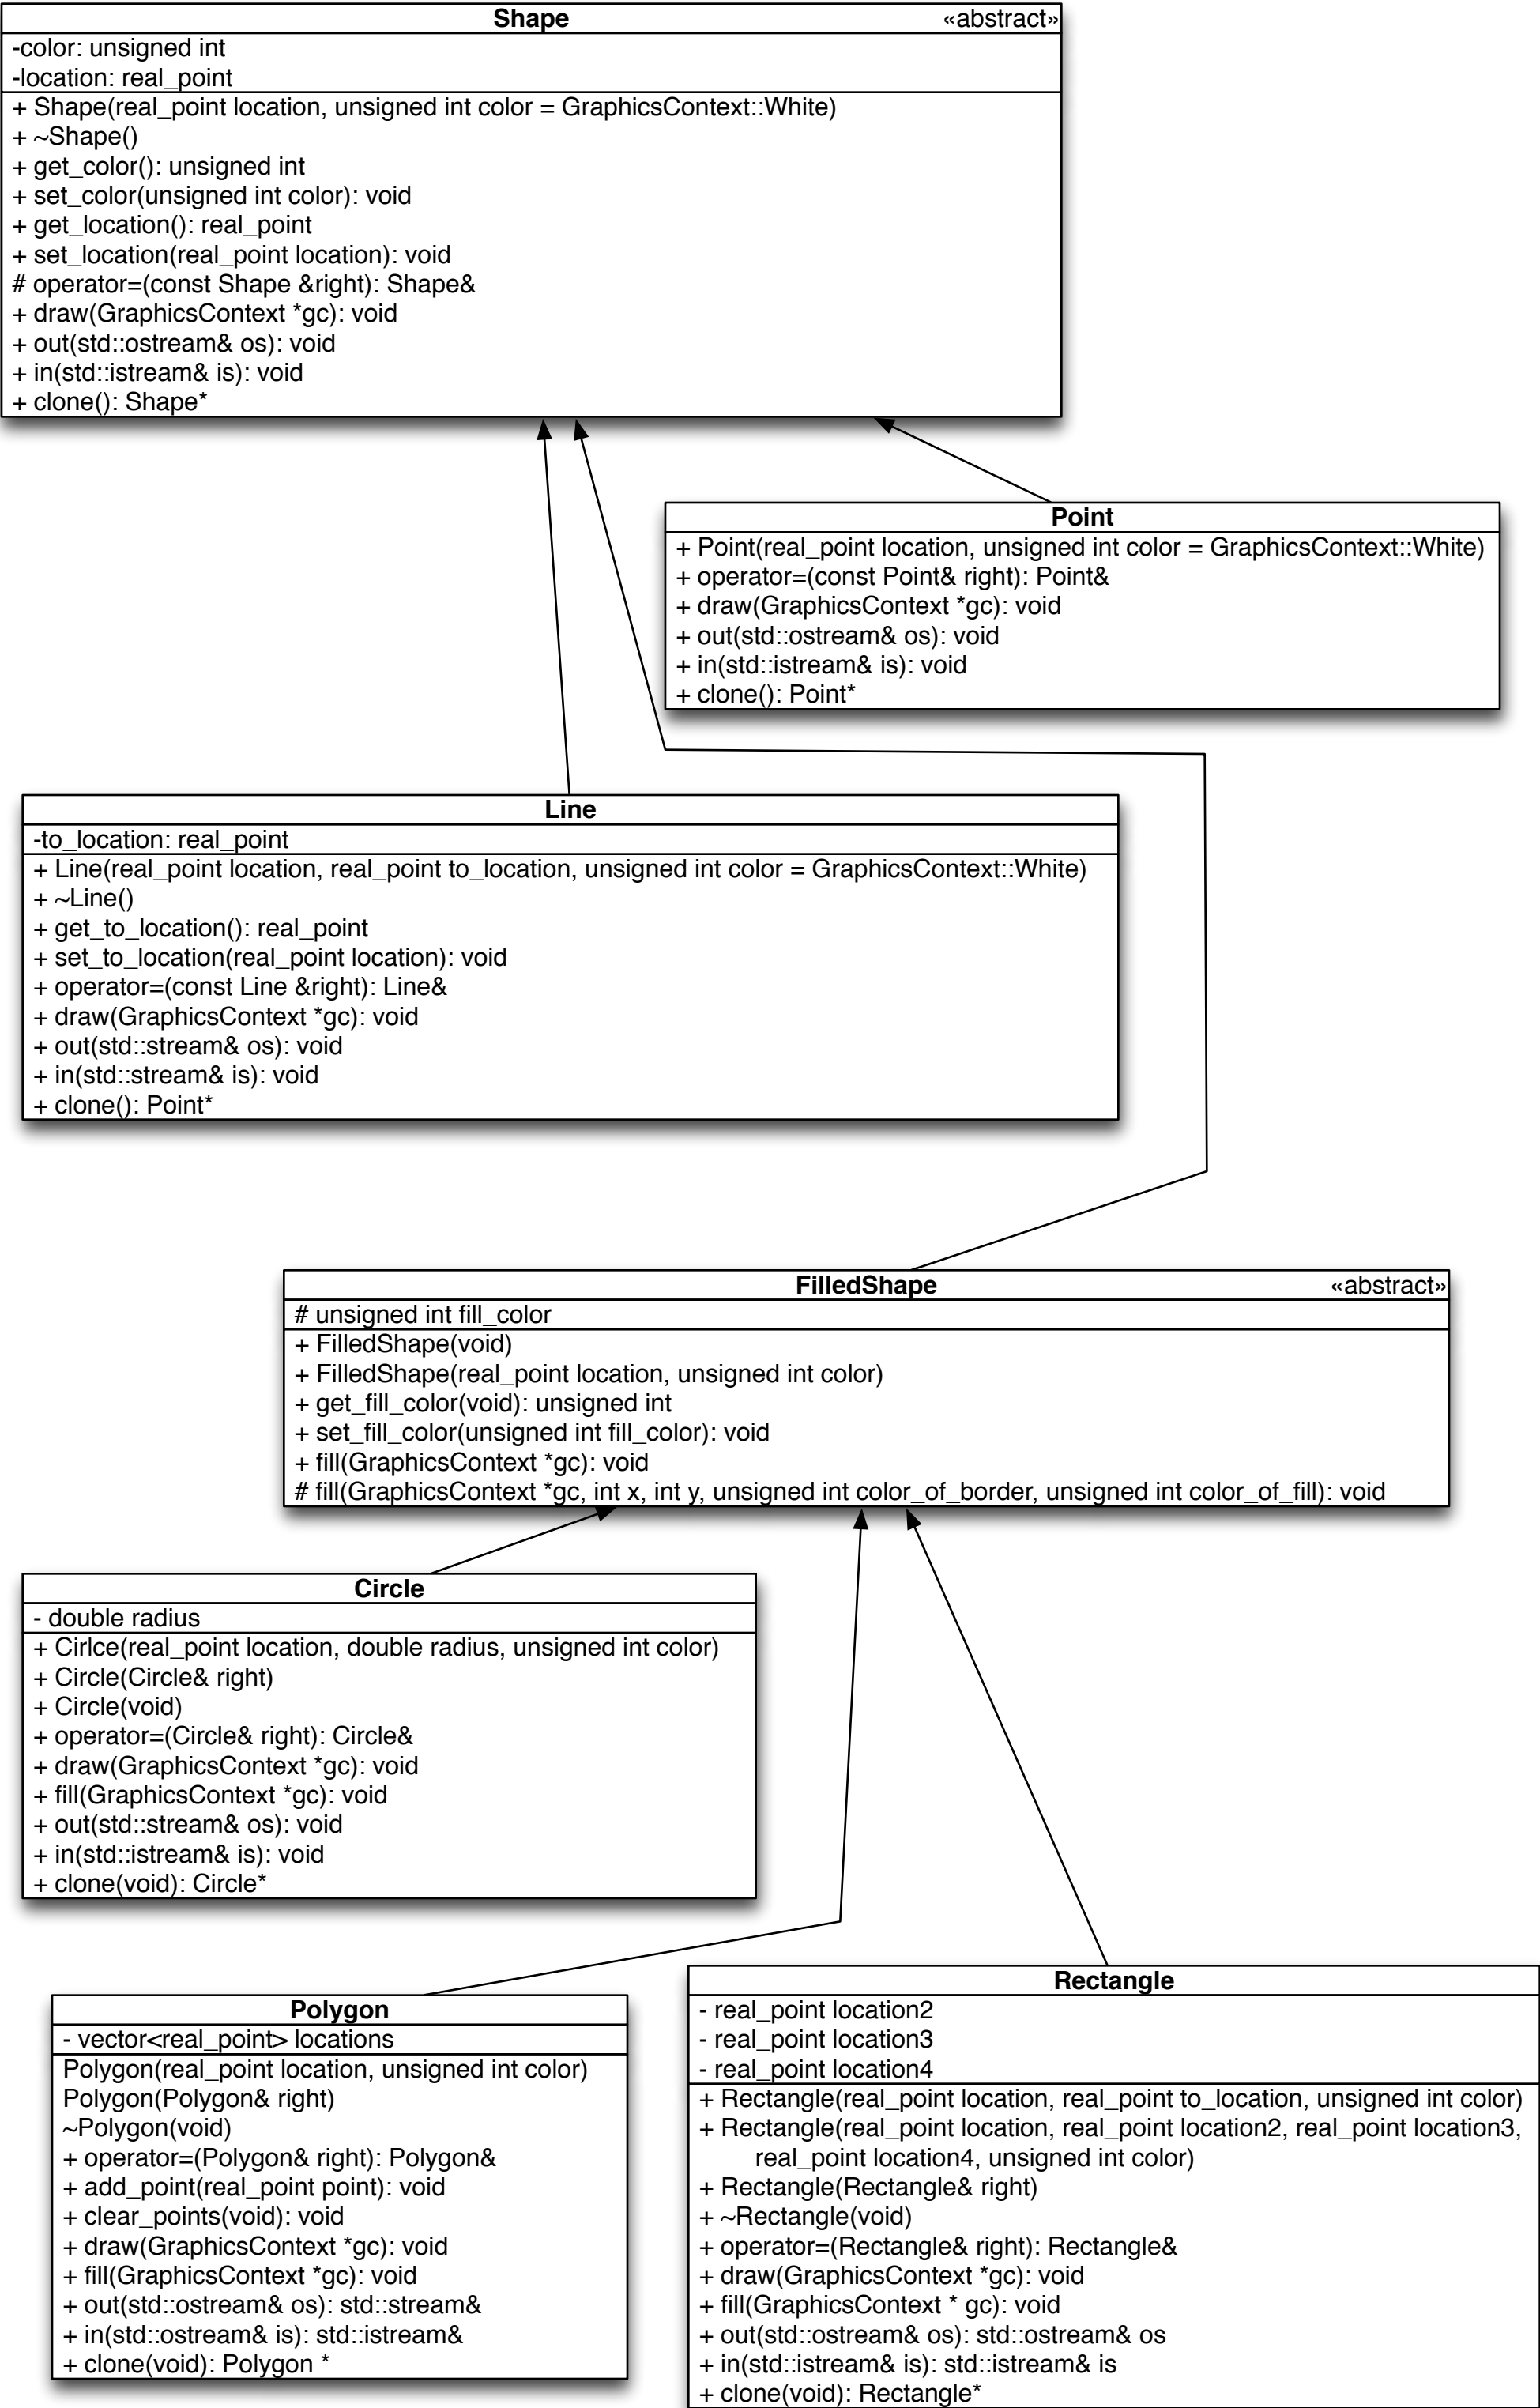 Shape «abstract»
-color: unsigned int
-location: real_point
+ Shape(real_point location, unsigned int color = GraphicsContext::White)
+ ~Shape()
+ get_color(): unsigned int
+ set_color(unsigned int color): void
+ get_location(): real_point
+ set_location(real_point location): void
# operator=(const Shape &right): Shape&
+ draw(GraphicsContext *gc): void
+ out(std::ostream& os): void
+ in(std::istream& is): void
+ clone(): Shape*
Point
+ Point(real_point location, unsigned int color = GraphicsContext::White)
+ operator=(const Point& right): Point&
+ draw(GraphicsContext *gc): void
+ out(std::ostream& os): void
+ in(std::istream& is): void
+ clone(): Point*
Line
-to_location: real_point
+ Line(real_point location, real_point to_location, unsigned int color = GraphicsContext::White)
+ ~Line()
+ get_to_location(): real_point
+ set_to_location(real_point location): void
+ operator=(const Line &right): Line&
+ draw(GraphicsContext *gc): void
+ out(std::stream& os): void
+ in(std::stream& is): void
+ clone(): Point*
FilledShape «abstract»
# unsigned int fill_color
+ FilledShape(void)
+ FilledShape(real_point location, unsigned int color)
+ get_fill_color(void): unsigned int
+ set_fill_color(unsigned int fill_color): void
+ fill(GraphicsContext *gc): void
# fill(GraphicsContext *gc, int x, int y, unsigned int color_of_border, unsigned int color_of_fill): void
Circle
- double radius
+ Cirlce(real_point location, double radius, unsigned int color)
+ Circle(Circle& right)
+ Circle(void)
+ operator=(Circle& right): Circle&
+ draw(GraphicsContext *gc): void
+ fill(GraphicsContext *gc): void
+ out(std::stream& os): void
+ in(std::istream& is): void
+ clone(void): Circle*
Polygon
- vector<real_point> locations
Polygon(real_point location, unsigned int color)
Polygon(Polygon& right)
~Polygon(void)
+ operator=(Polygon& right): Polygon&
+ add_point(real_point point): void
+ clear_points(void): void
+ draw(GraphicsContext *gc): void
+ fill(GraphicsContext *gc): void
+ out(std::ostream& os): std::stream&
+ in(std::ostream& is): std::istream&
+ clone(void): Polygon *
Rectangle
- real_point location2
- real_point location3
- real_point location4
+ Rectangle(real_point location, real_point to_location, unsigned int color)
+ Rectangle(real_point location, real_point location2, real_point location3,
real_point location4, unsigned int color)
+ Rectangle(Rectangle& right)
+ ~Rectangle(void)
+ operator=(Rectangle& right): Rectangle&
+ draw(GraphicsContext *gc): void
+ fill(GraphicsContext * gc): void
+ out(std::ostream& os): std::ostream& os
+ in(std::istream& is): std::istream& is
+ clone(void): Rectangle*